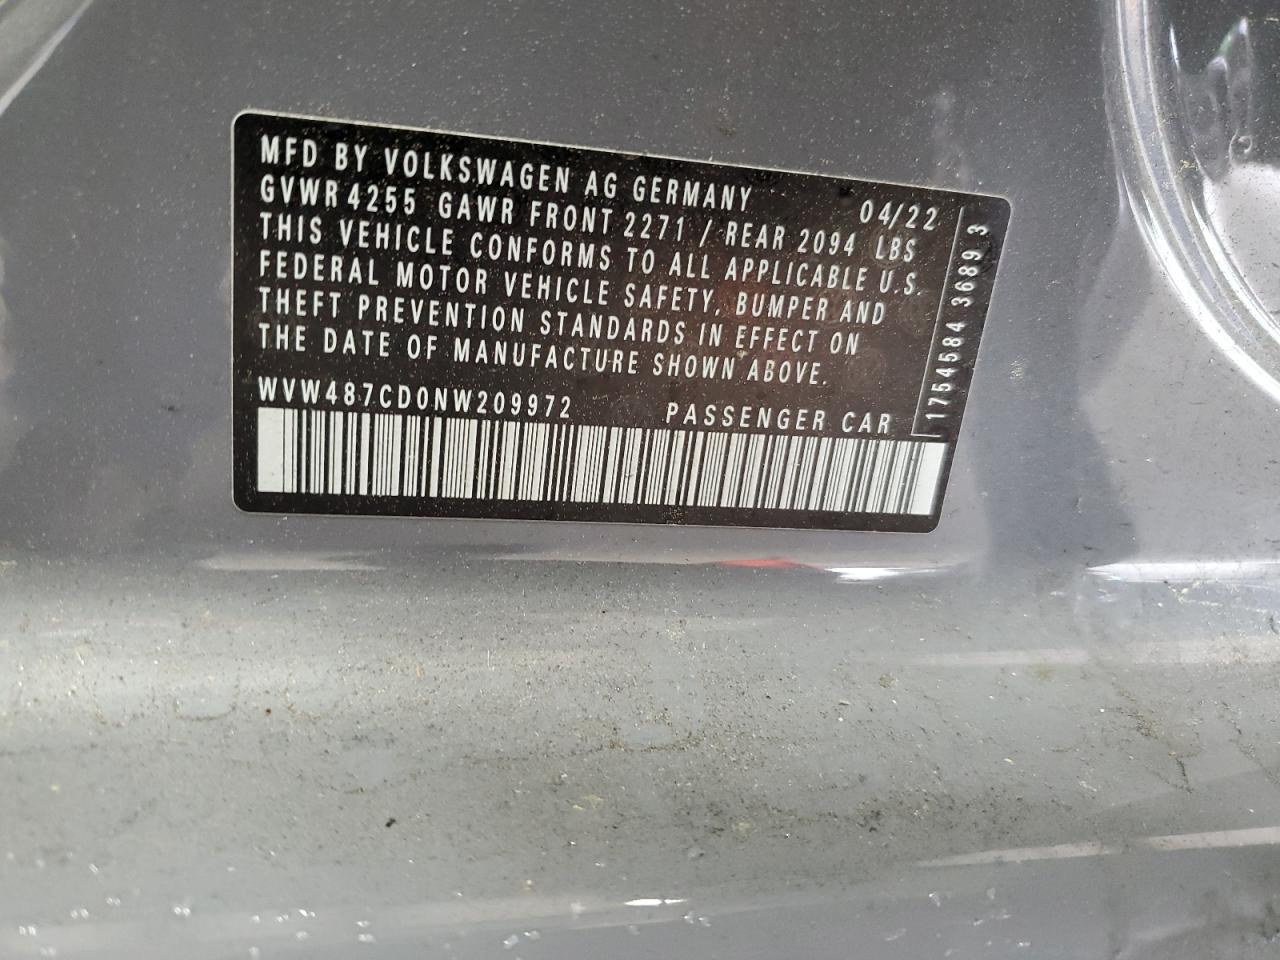 MFD BY VOLKSWAGEN AG GERMANY 04/22
GVWR 4255 GAWR FRONT 2271 / REAR 2094 LBS
THIS VEHICLE CONFORMS TO ALL APPLICABLE U.S.
FEDERAL MOTOR VEHICLE SAFETY, BUMPER AND
THEFT PREVENTION STANDARDS IN EFFECT ON
THE DATE OF MANUFACTURE SHOWN ABOVE.
WVW487CD0NW209972 PASSENGER CAR
1754584 3689 3